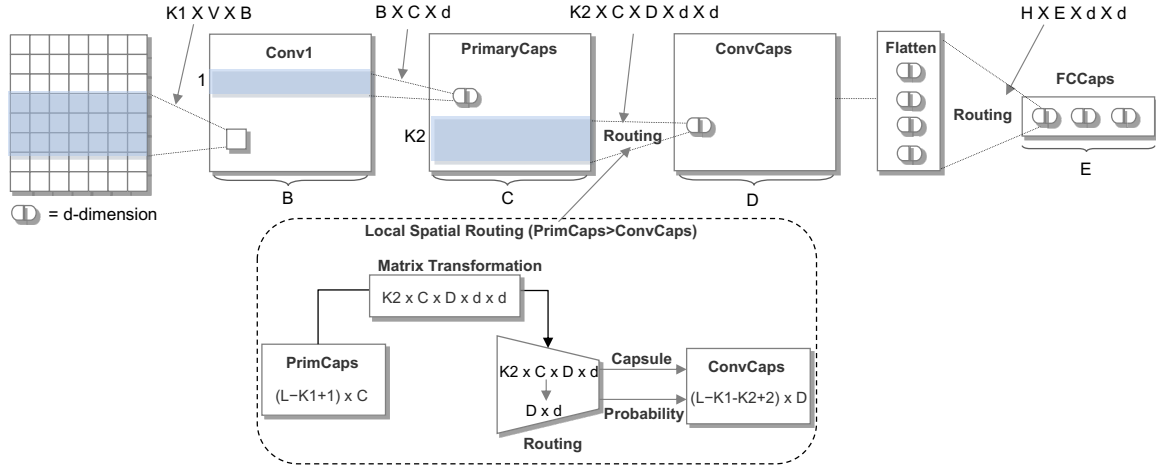 K1 X V X B
B X C X d
K2 X C X D X d X d
H X E X d X d
Conv1
PrimaryCaps
ConvCaps
Flatten
FCCaps
1
K2
Routing
Routing
B
C
D
E
= d-dimension
Local Spatial Routing (PrimCaps>ConvCaps)
Matrix Transformation
K2 x C x D x d x d
PrimCaps
(L−K1+1) x C
K2 x C x D x d
D x d
Routing
Capsule
Probability
ConvCaps
(L−K1-K2+2) x D